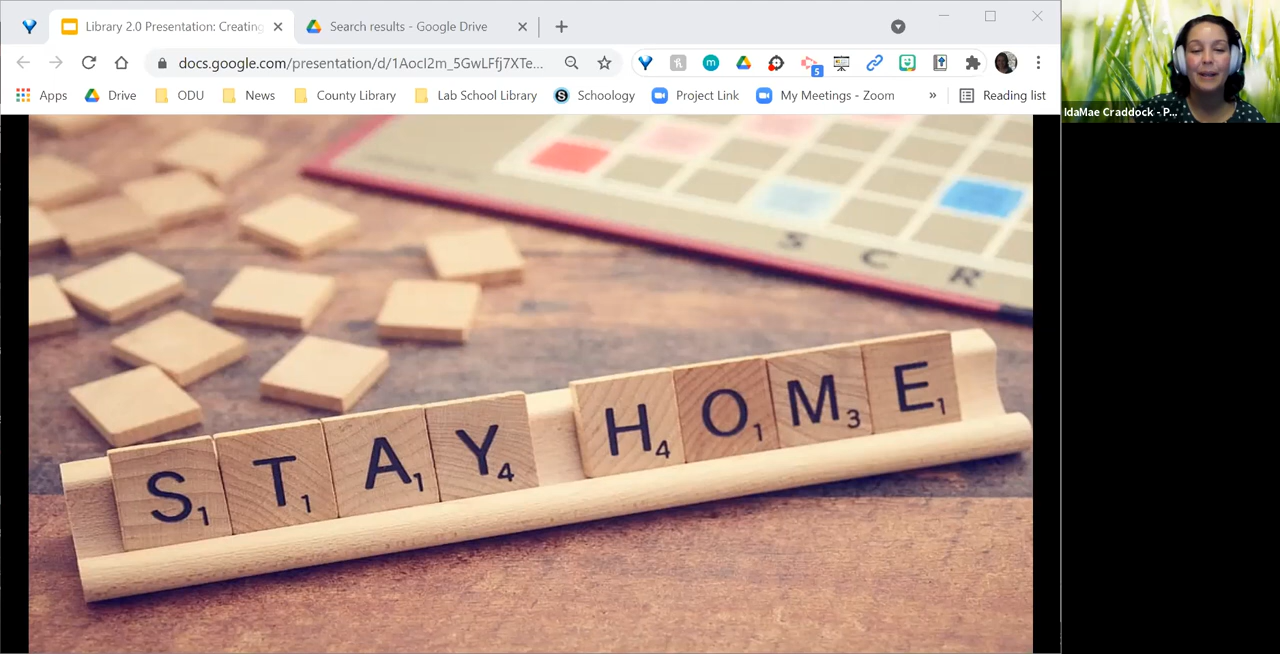 Library 2.0 Presentation: Creating
Search results - Google Drive
docs.google.com/presentation/d/1AocI2m_5GwLFfj7XTe...
m
5
Apps
Drive
ODU
News
County Library
Lab School Library
S
Schoology
Project Link
My Meetings - Zoom
»
Reading list
IdaMae Craddock - P...
S C R
S1 T1 A1 Y4 H4 O1 M3 E1